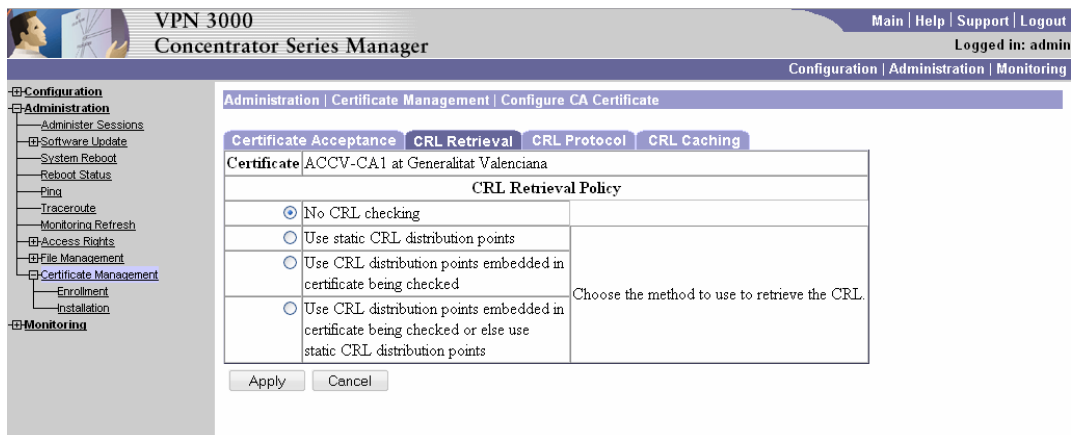 VPN 3000
Concentrator Series Manager
Main | Help | Support | Logout
Logged in: admin
Configuration | Administration | Monitoring
Configuration
Administration
Administer Sessions
Software Update
System Reboot
Reboot Status
Ping
Traceroute
Monitoring Refresh
Access Rights
File Management
Certificate Management
Enrollment
Installation
Monitoring
Administration | Certificate Management | Configure CA Certificate
Certificate Acceptance CRL Retrieval CRL Protocol CRL Caching
Certificate ACCV-CA1 at Generalitat Valenciana
CRL Retrieval Policy
No CRL checking
Use static CRL distribution points
Use CRL distribution points embedded in
certificate being checked
Use CRL distribution points embedded in
certificate being checked or else use
static CRL distribution points
Choose the method to use to retrieve the CRL.
Apply Cancel